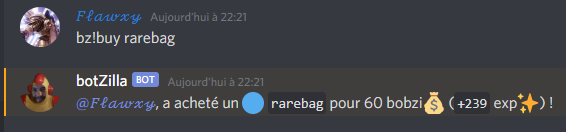 𝓕𝓵𝓪𝔀𝔁𝔂 Aujourd'hui à 22:21
bz!buy rarebag
botZilla BOT Aujourd'hui à 22:21
@𝓕𝓵𝓪𝔀𝔁𝔂, a acheté un 🔵 rarebag pour 60 bobzi💰 (+239 exp✨) !